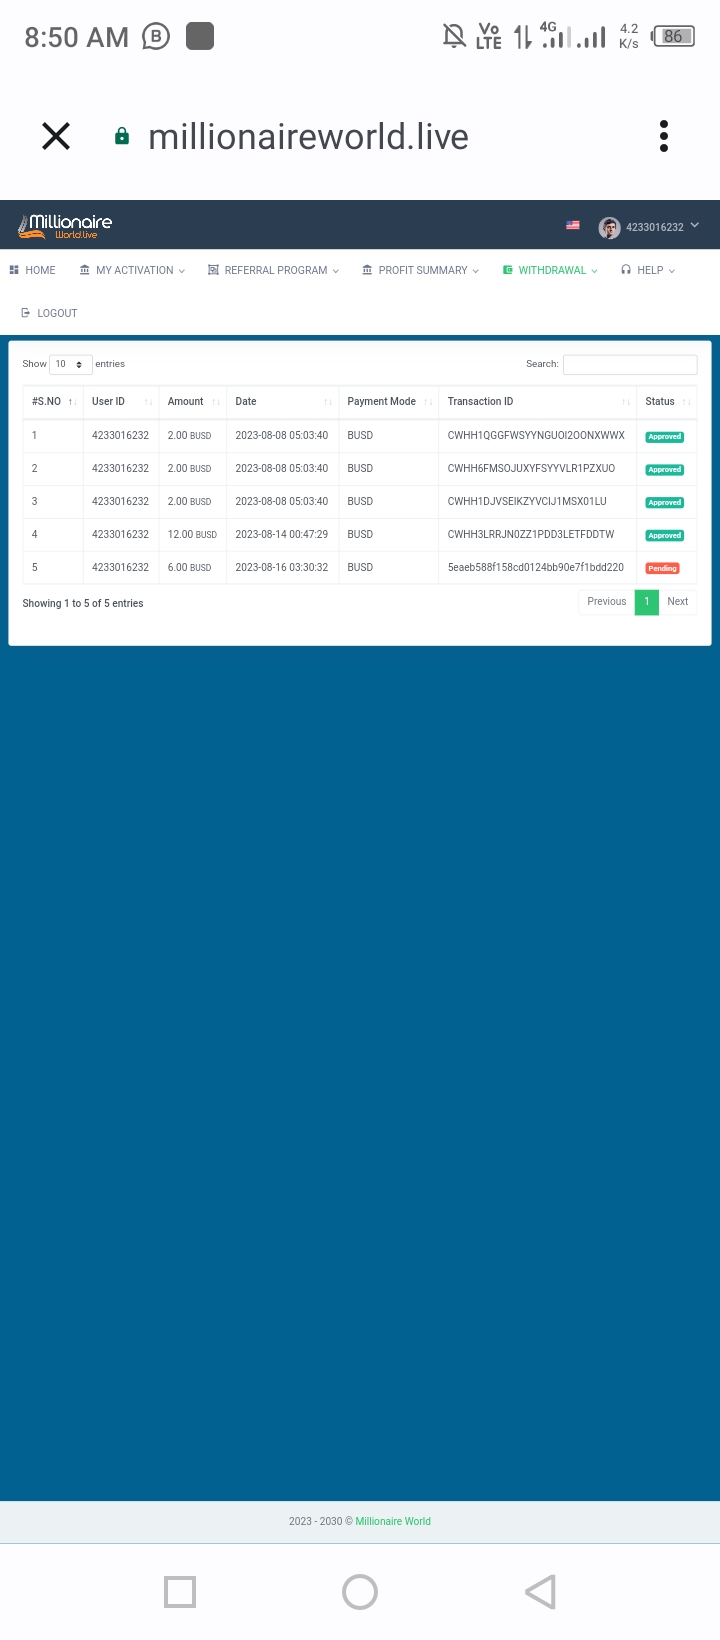 8:50 AM B Vo LTE 4G 4.2 K/s 86
millionaireworld.live
Millionaire
World.live
4233016232
HOME MY ACTIVATION REFERRAL PROGRAM PROFIT SUMMARY WITHDRAWAL HELP
LOGOUT
Show 10 entries Search:
#S.NO User ID Amount Date Payment Mode Transaction ID Status
1 4233016232 2.00 BUSD 2023-08-08 05:03:40 BUSD CWHH1QGGFWSYYNGUOI2OONXWWX Approved
2 4233016232 2.00 BUSD 2023-08-08 05:03:40 BUSD CWHH6FMSOJUXYFSYYVLR1PZXUO Approved
3 4233016232 2.00 BUSD 2023-08-08 05:03:40 BUSD CWHH1DJVSEIKZYVCIJ1MSX01LU Approved
4 4233016232 12.00 BUSD 2023-08-14 00:47:29 BUSD CWHH3LRRJN0ZZ1PDD3LETFDDTW Approved
5 4233016232 6.00 BUSD 2023-08-16 03:30:32 BUSD 5eaeb588f158cd0124bb90e7f1bdd220 Pending
Showing 1 to 5 of 5 entries Previous 1 Next
2023 - 2030 © Millionaire World